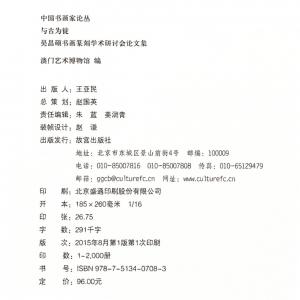 中国书画家论丛
与古为徒
吴昌硕书画篆刻学术研讨会论文集
澳门艺术博物馆 编
出 版 人：王亚民
总 策 划：赵国英
责任编辑：朱 蓝 姜润青
装帧设计：赵 谦
出版发行：故宫出版社
地址：北京市东城区景山前街4号 邮编：100009
电话：010-85007816 010-85007808 传真：010-65129479
邮箱：ggcb@culturefc.cn 网址：www.culturefc.cn
印 刷：北京盛通印刷股份有限公司
开 本：185×260毫米 1/16
印 张：26.75
字 数：291千字
版 次：2015年8月第1版第1次印刷
印 数：1-2,000册
书 号：ISBN 978-7-5134-0708-3
定 价：96.00元